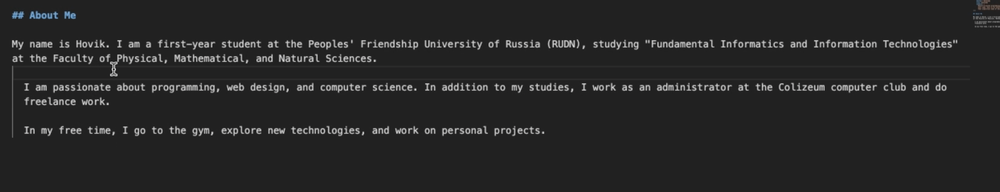 ## About Me
My name is Hovik. I am a first-year student at the Peoples' Friendship University of Russia (RUDN), studying "Fundamental Informatics and Information Technologies"
at the Faculty of Physical, Mathematical, and Natural Sciences.
I am passionate about programming, web design, and computer science. In addition to my studies, I work as an administrator at the Colizeum computer club and do
freelance work.
In my free time, I go to the gym, explore new technologies, and work on personal projects.